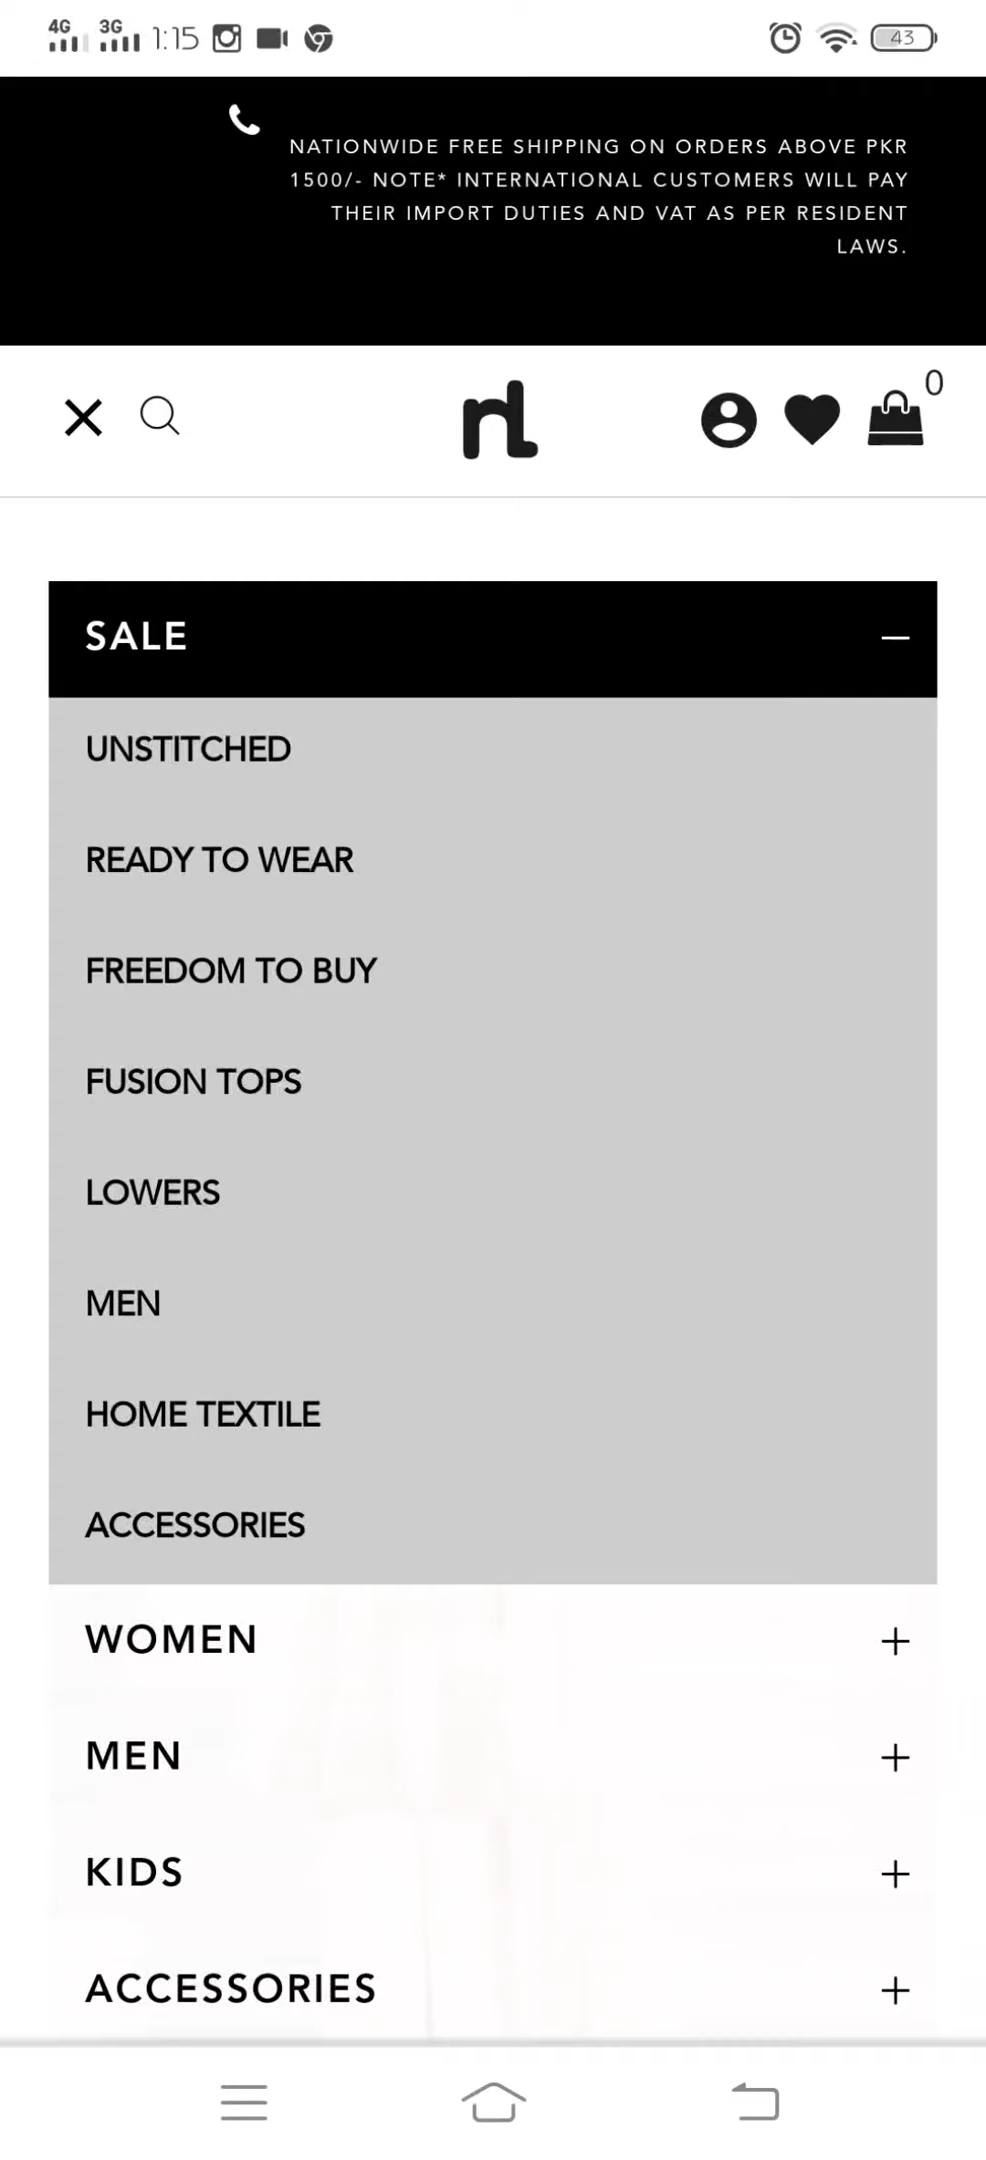 4G 3G 1:15 43
NATIONWIDE FREE SHIPPING ON ORDERS ABOVE PKR
1500/- NOTE* INTERNATIONAL CUSTOMERS WILL PAY
THEIR IMPORT DUTIES AND VAT AS PER RESIDENT
LAWS.
nl 0
SALE
UNSTITCHED
READY TO WEAR
FREEDOM TO BUY
FUSION TOPS
LOWERS
MEN
HOME TEXTILE
ACCESSORIES
WOMEN
MEN
KIDS
ACCESSORIES